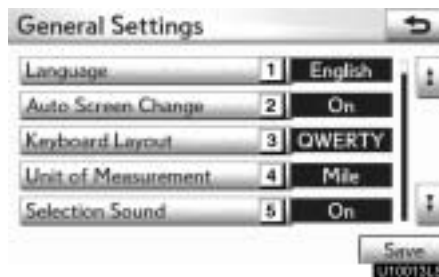 General Settings
Language 1 English
Auto Screen Change 2 On
Keyboard Layout 3 QWERTY
Unit of Measurement 4 Mile
Selection Sound 5 On
Save